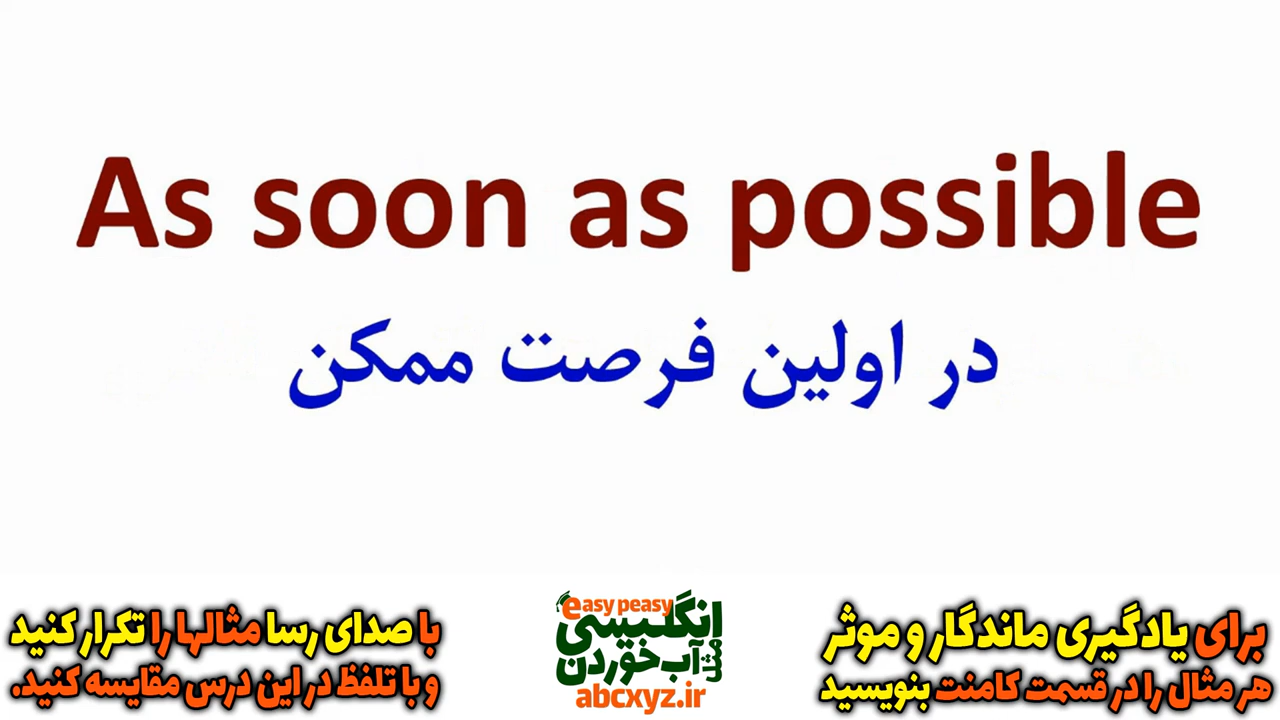 As soon as possible
در اولین فرصت ممکن
برای یادگیری ماندگار و موثر
هر مثال را در قسمت کامنت بنویسید
easy peasy
انگلیسی
مثل
آب خوردن
abcxyz.ir
با صدای رسا مثالها را تکرار کنید
و با تلفظ در این درس مقایسه کنید.